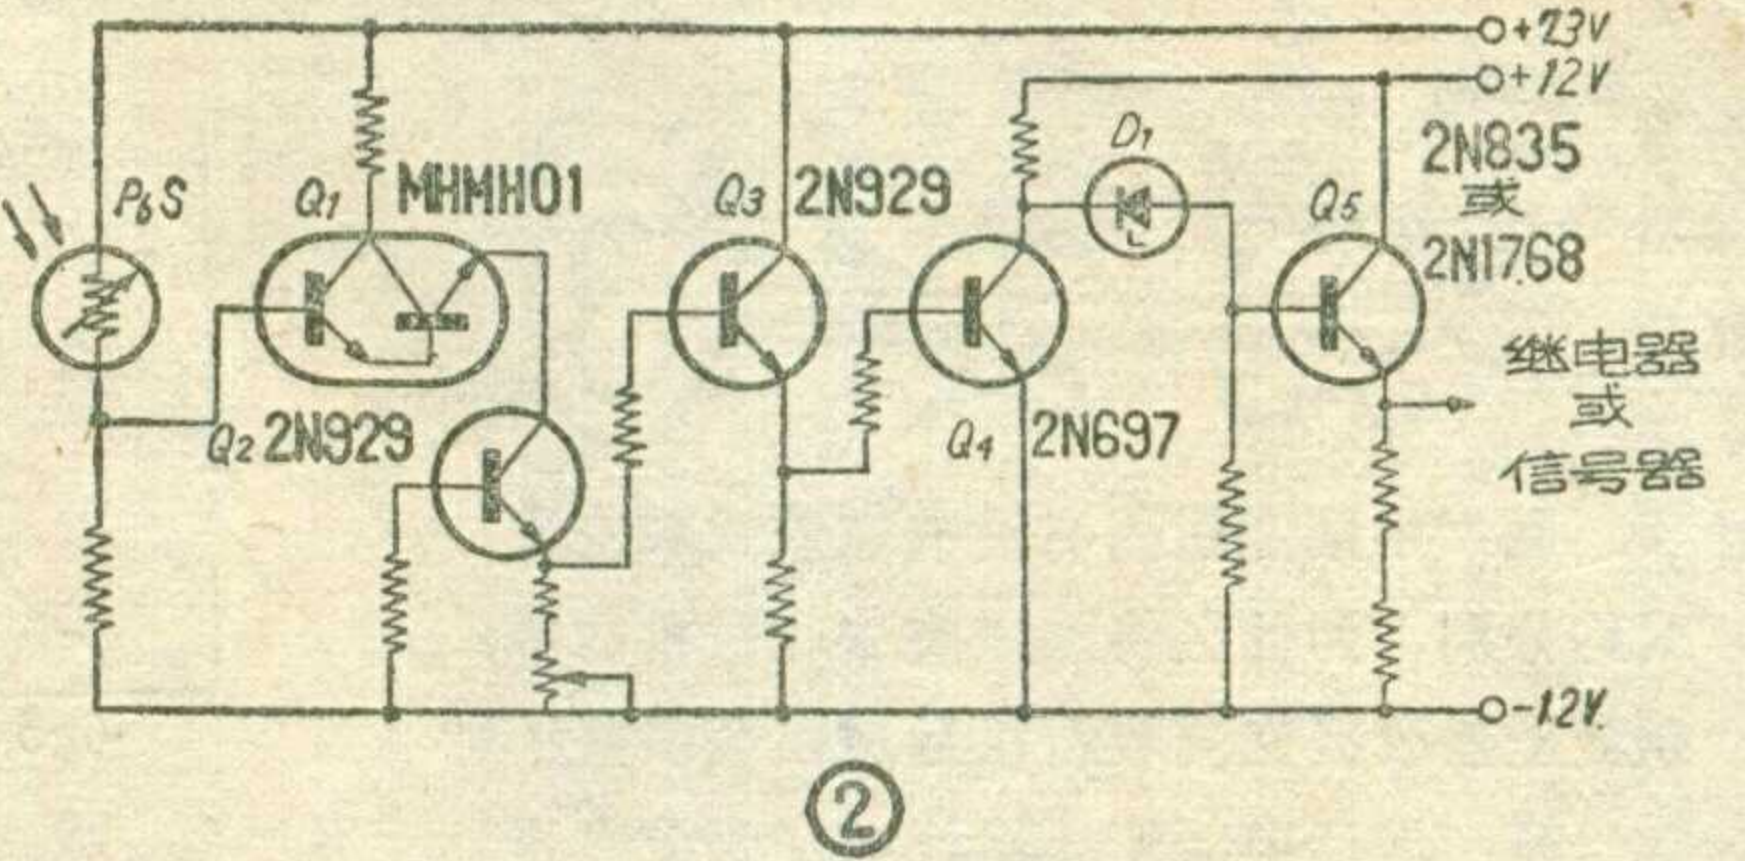 +23V
+12V
D1
2N835
或
2N1768
PbS
Q1
MHMH01
Q3
2N929
Q5
继电器
或
信号器
Q2
2N929
Q4
2N697
-12V.
2